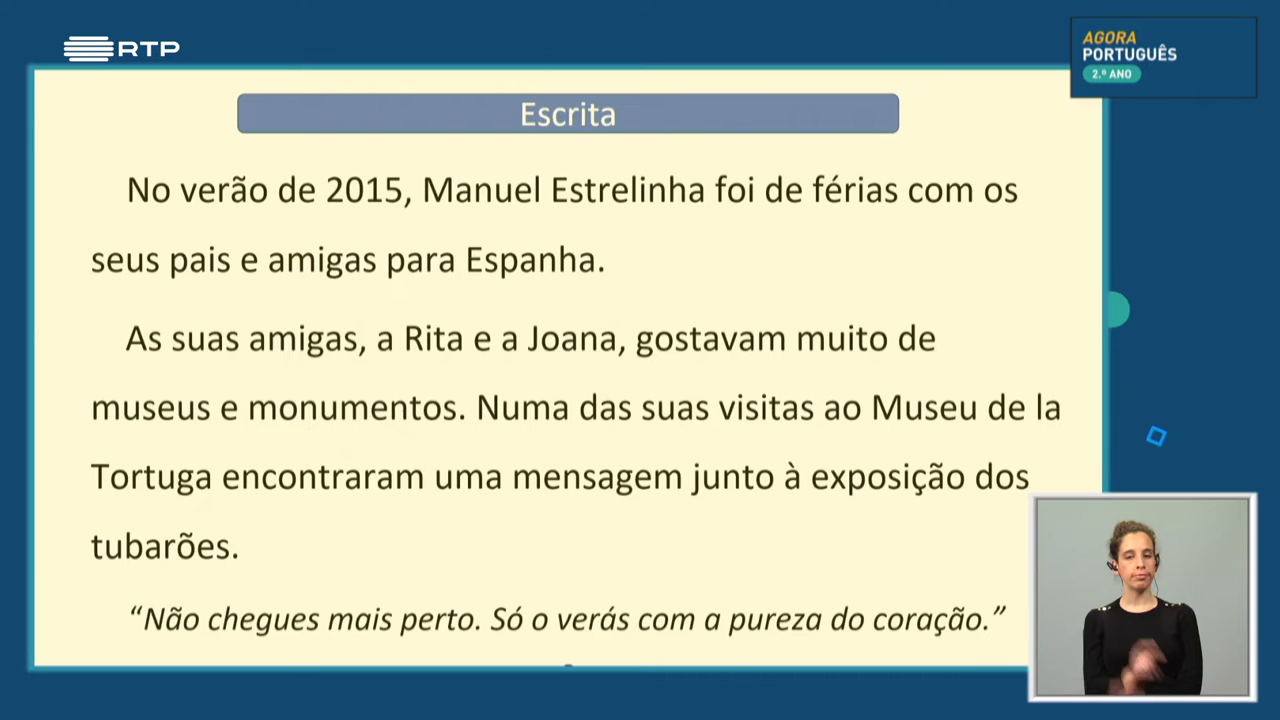 RTP
AGORA
PORTUGUÊS
2.º ANO
Escrita
No verão de 2015, Manuel Estrelinha foi de férias com os
seus pais e amigas para Espanha.
As suas amigas, a Rita e a Joana, gostavam muito de
museus e monumentos. Numa das suas visitas ao Museu de la
Tortuga encontraram uma mensagem junto à exposição dos
tubarões.
“Não chegues mais perto. Só o verás com a pureza do coração.”